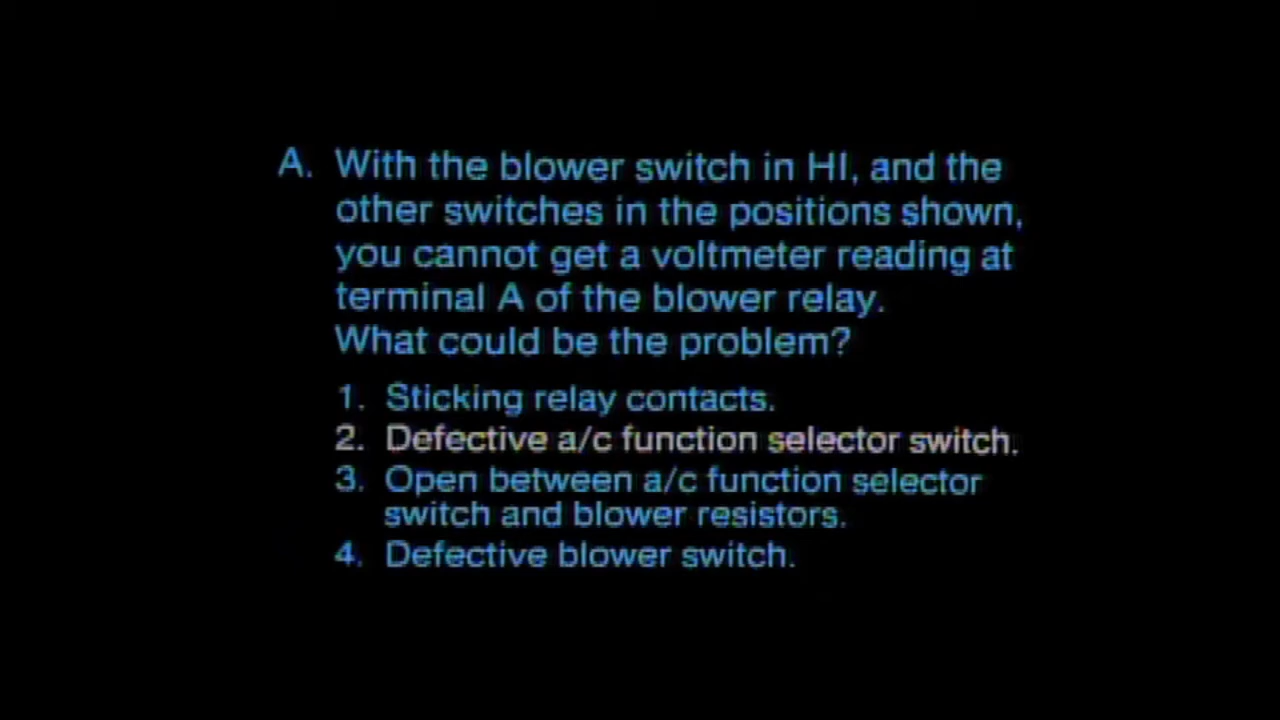 A. With the blower switch in HI, and the
other switches in the positions shown,
you cannot get a voltmeter reading at
terminal A of the blower relay.
What could be the problem?
1. Sticking relay contacts.
2. Defective a/c function selector switch.
3. Open between a/c function selector
switch and blower resistors.
4. Defective blower switch.